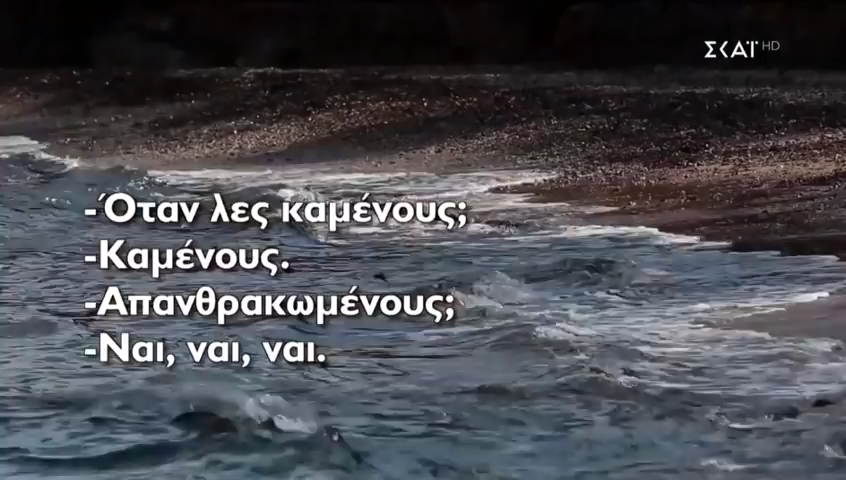 ΣΚΑΪ HD
-Όταν λες καμένους;
-Καμένους.
-Απανθρακωμένους;
-Ναι, ναι, ναι.